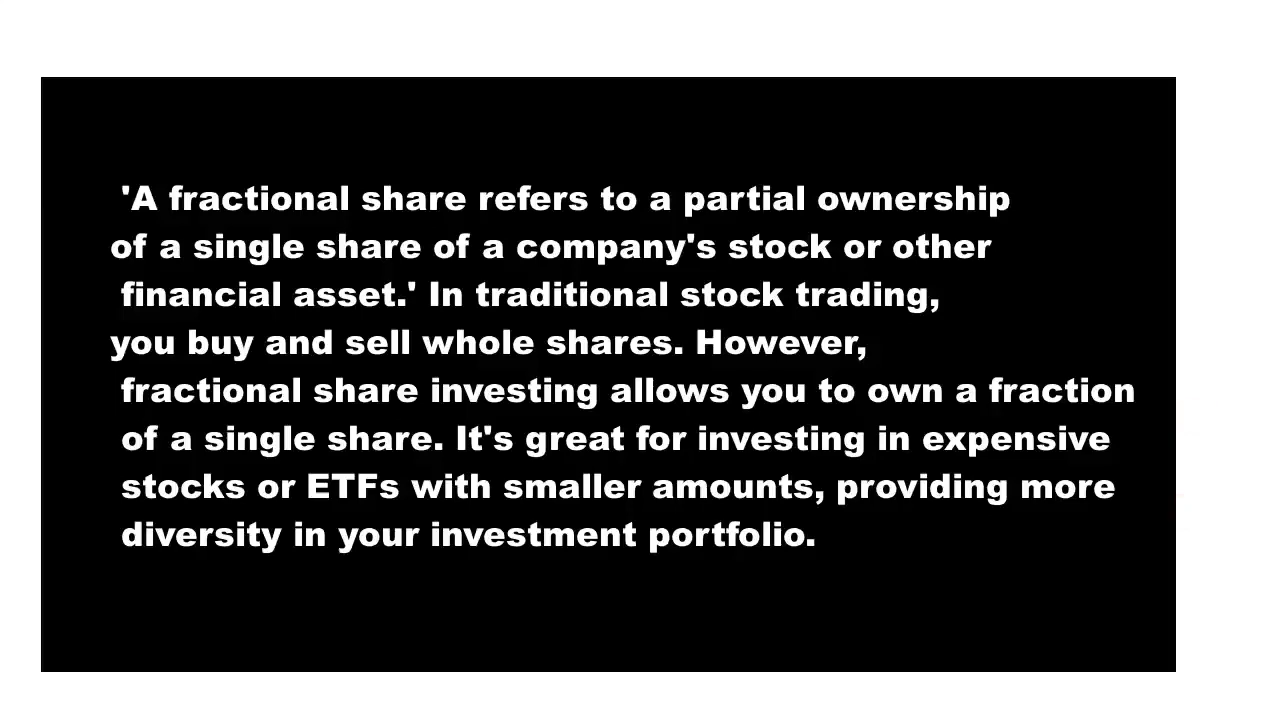 'A fractional share refers to a partial ownership
of a single share of a company's stock or other
financial asset.' In traditional stock trading,
you buy and sell whole shares. However,
fractional share investing allows you to own a fraction
of a single share. It's great for investing in expensive
stocks or ETFs with smaller amounts, providing more
diversity in your investment portfolio.